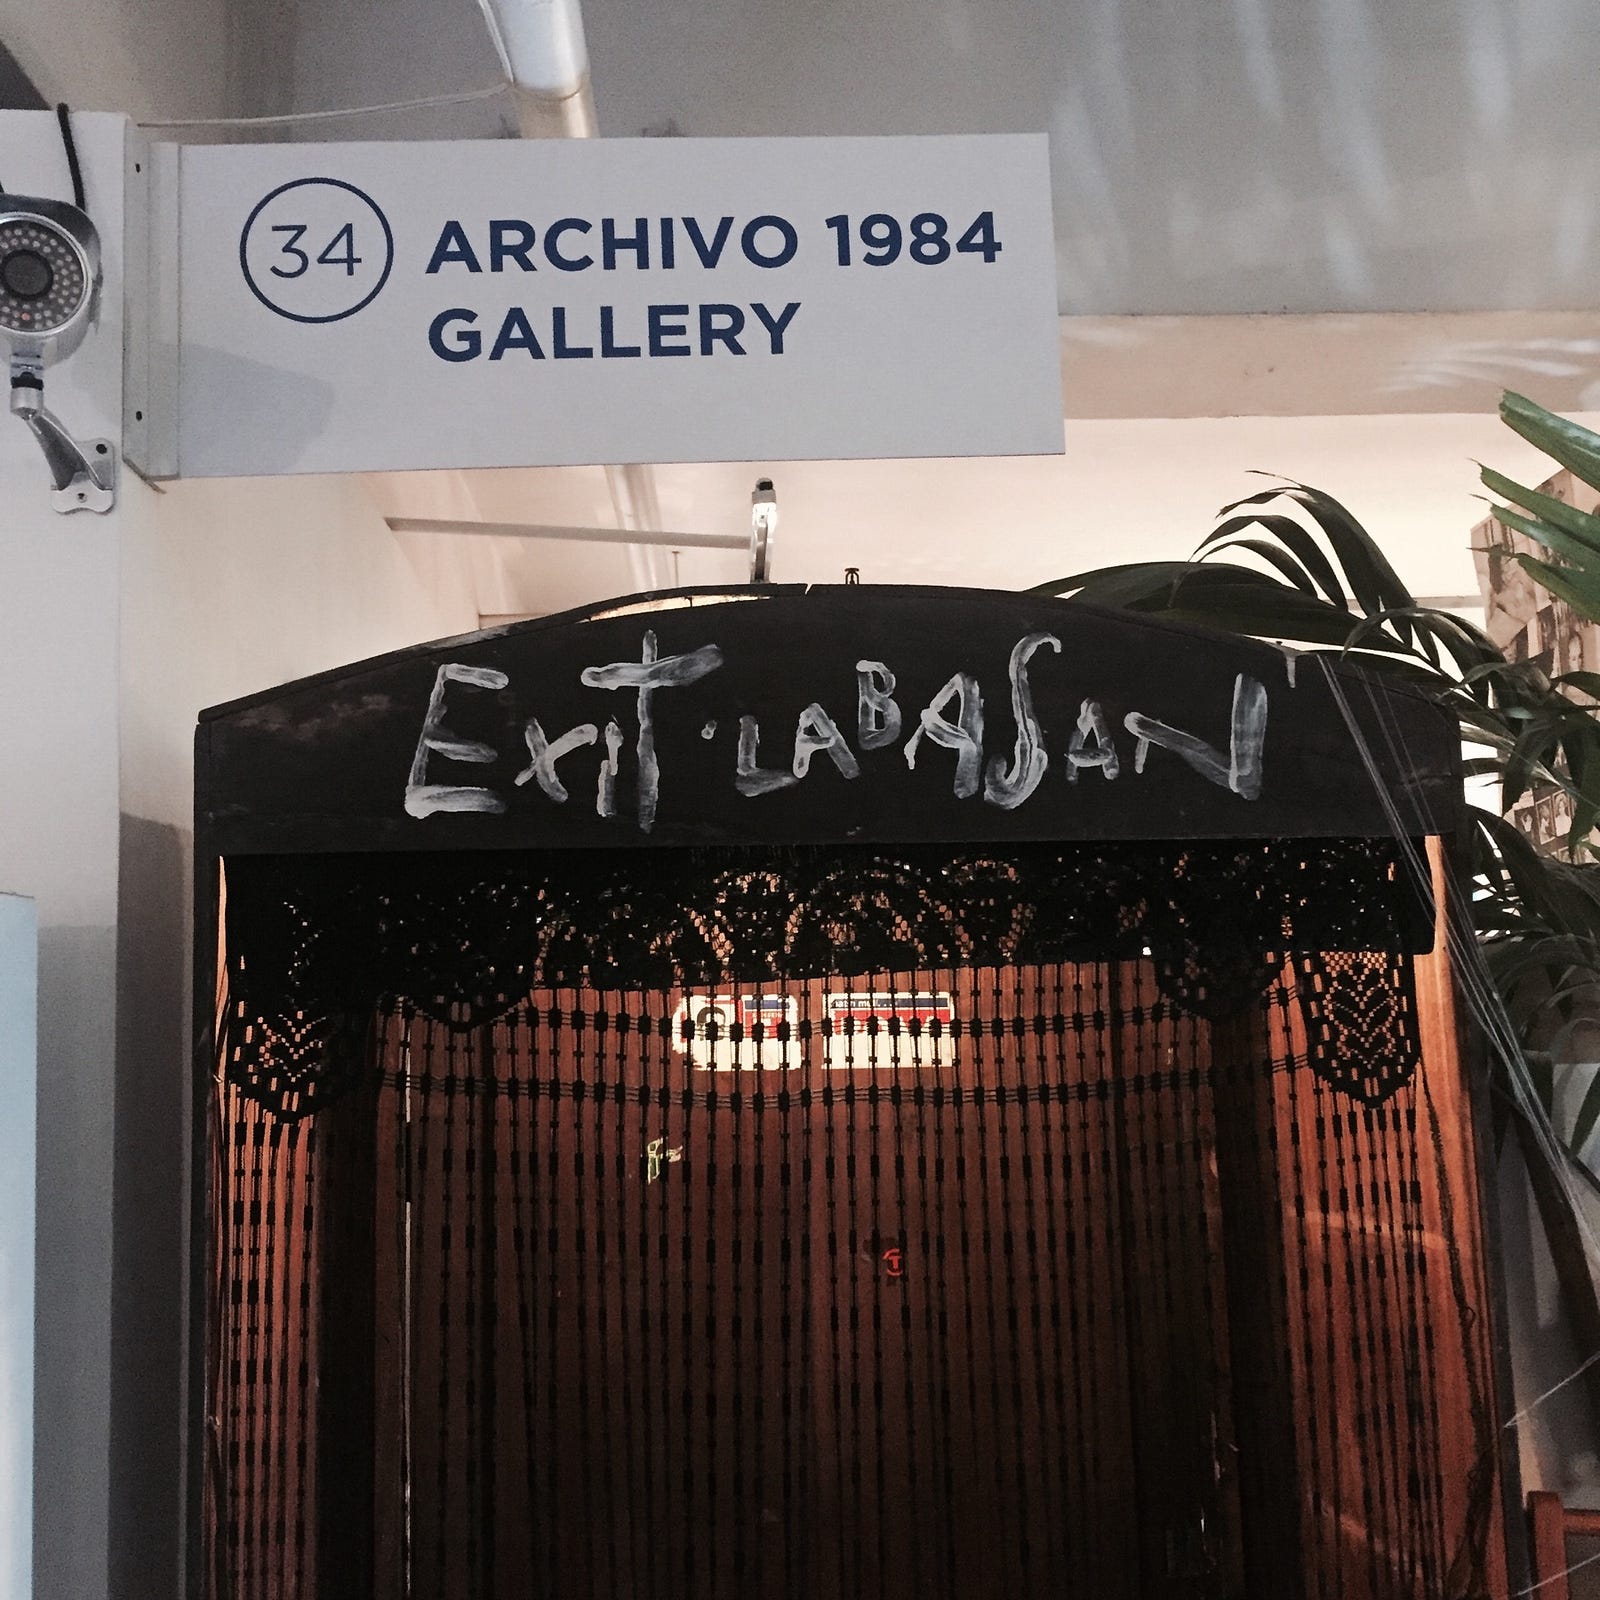 34
ARCHIVO 1984
GALLERY
EXIT · LABASAN